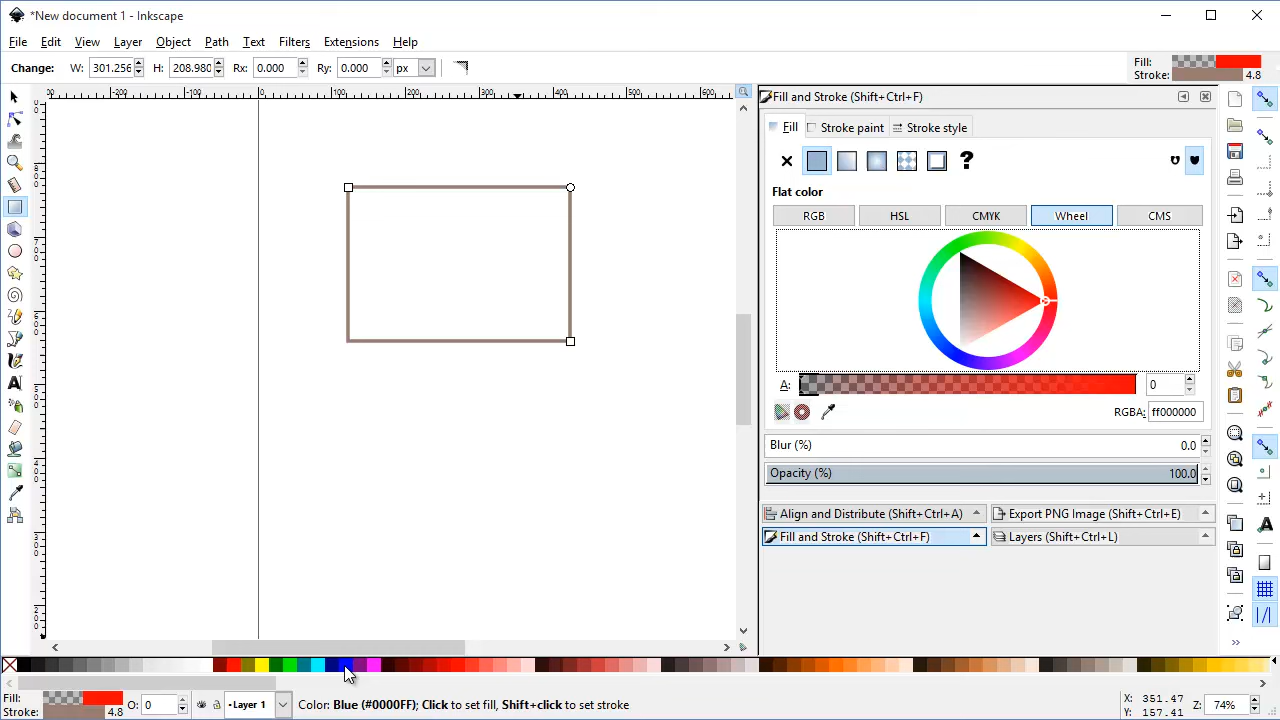 *New document 1 - Inkscape
File Edit View Layer Object Path Text Filters Extensions Help
Change: W: 301.256 H: 208.980 Rx: 0.000 Ry: 0.000 px
Fill:
Stroke: 4.8
Fill and Stroke (Shift+Ctrl+F)
Fill Stroke paint Stroke style
?
Flat color
RGB HSL CMYK Wheel CMS
A: 0
RGBA: ff000000
Blur (%) 0.0
Opacity (%) 100.0
Align and Distribute (Shift+Ctrl+A) Export PNG Image (Shift+Ctrl+E)
Fill and Stroke (Shift+Ctrl+F) Layers (Shift+Ctrl+L)
Fill:
Stroke: 4.8
O: 0
Layer 1
Color: Blue (#0000FF); Click to set fill, Shift+click to set stroke
X: 351.47
Y: 157.41
Z: 74%